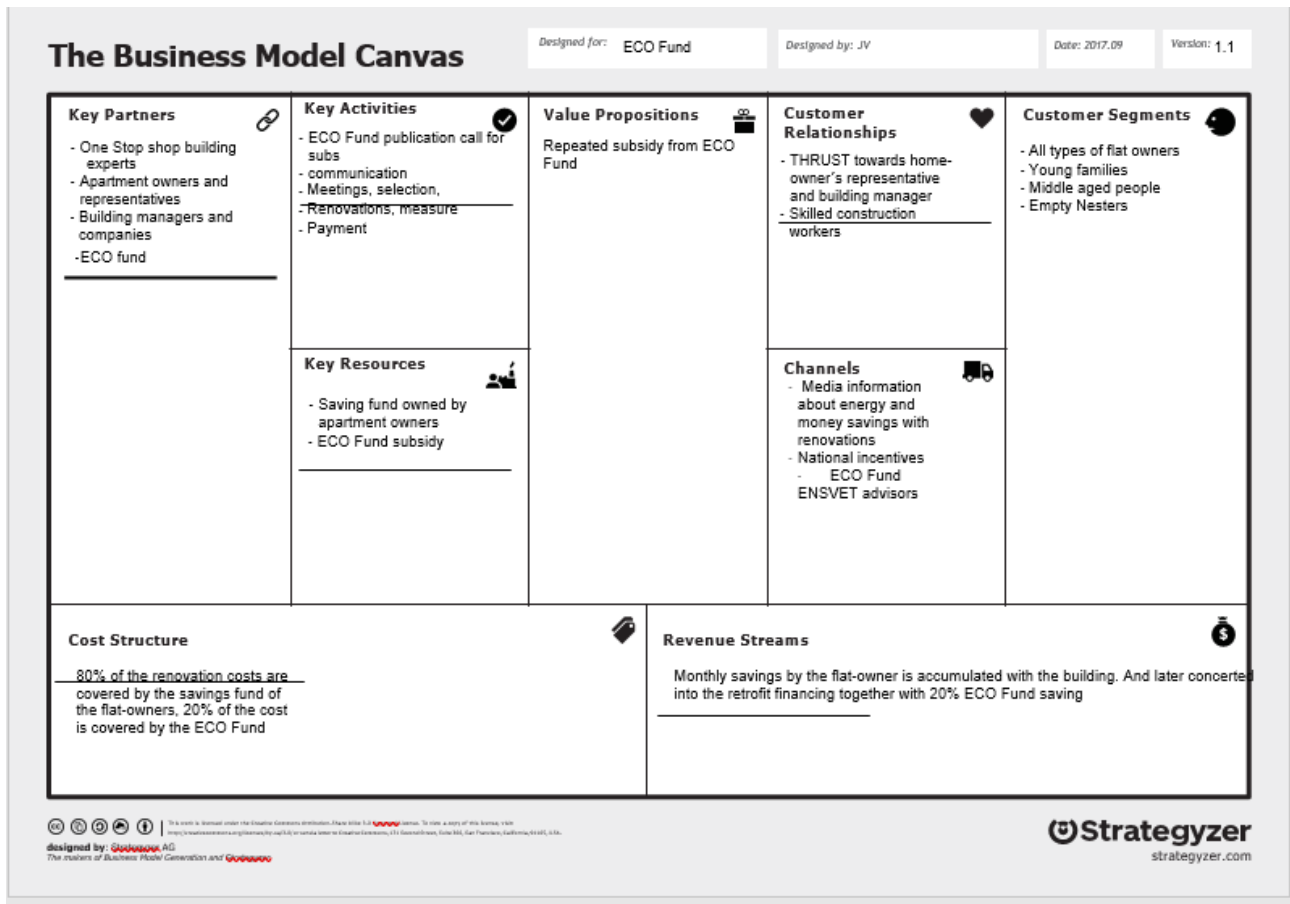 The Business Model Canvas
Designed for: ECO Fund
Designed by: JV
Date: 2017.09
Version: 1.1
Key Partners
- One Stop shop building
experts
- Apartment owners and
representatives
- Building managers and
companies
-ECO fund
Key Activities
- ECO Fund publication call for
subs
- communication
- Meetings, selection,
- Renovations, measure
- Payment
Key Resources
- Saving fund owned by
apartment owners
- ECO Fund subsidy
Value Propositions
Repeated subsidy from ECO
Fund
Customer
Relationships
- THRUST towards home-
owner´s representative
and building manager
- Skilled construction
workers
Channels
- Media information
about energy and
money savings with
renovations
- National incentives
- ECO Fund
ENSVET advisors
Customer Segments
- All types of flat owners
- Young families
- Middle aged people
- Empty Nesters
Cost Structure
80% of the renovation costs are
covered by the savings fund of
the flat-owners, 20% of the cost
is covered by the ECO Fund
Revenue Streams
Monthly savings by the flat-owner is accumulated with the building. And later concerted
into the retrofit financing together with 20% ECO Fund saving
designed by: Strategyzer AG
The makers of Business Model Generation and Strategyzer
Strategyzer
strategyzer.com